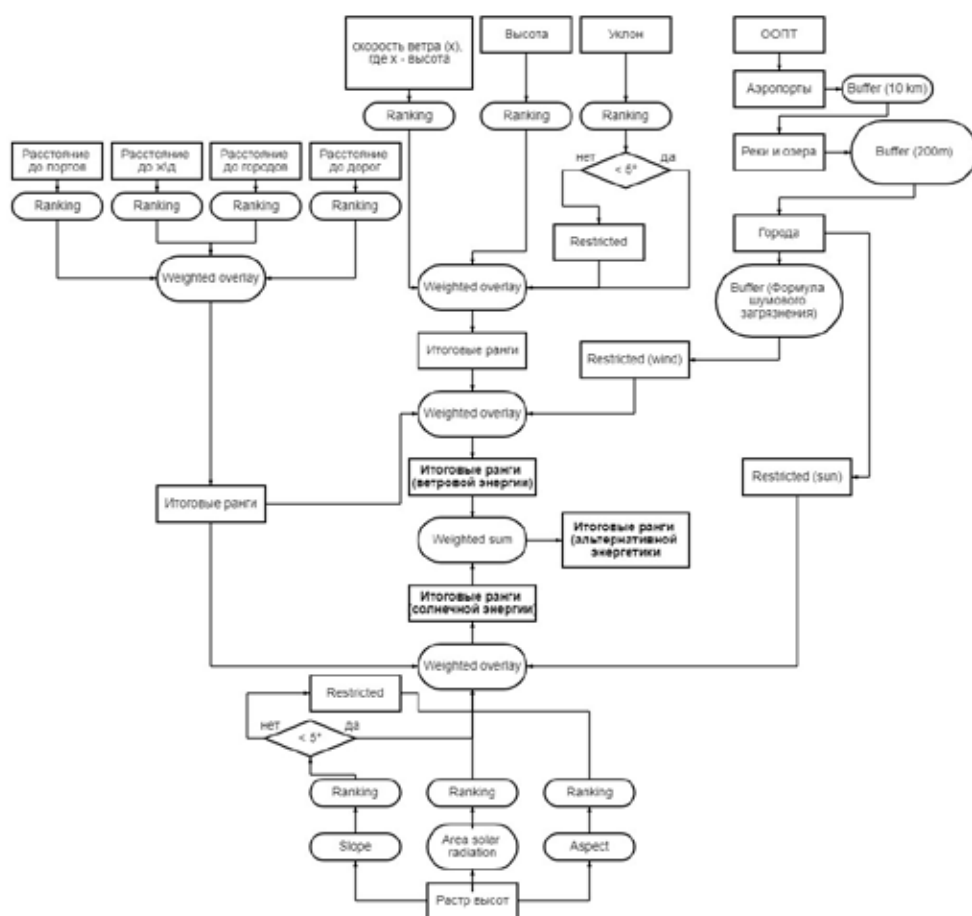 скорость ветра (x),
где x - высота
Высота
Уклон
ООПТ
Аэропорты
Buffer (10 km)
Ranking
Ranking
Ranking
Реки и озера
Buffer (200m)
Расстояние
до портов
Расстояние
до ж\д
Расстояние
до городов
Расстояние
до дорог
нет
да
< 5°
Ranking
Ranking
Ranking
Ranking
Restricted
Города
Weighted overlay
Weighted overlay
Buffer (Формула
шумового
загрязнения)
Итоговые ранги
Restricted (wind)
Weighted overlay
Итоговые ранги
(ветровой энергии)
Restricted (sun)
Итоговые ранги
Weighted sum
Итоговые ранги
(альтернативной
энергетики
Итоговые ранги
(солнечной энергии)
Weighted overlay
Restricted
нет
да
< 5°
Ranking
Ranking
Ranking
Slope
Area solar
radiation
Aspect
Растр высот